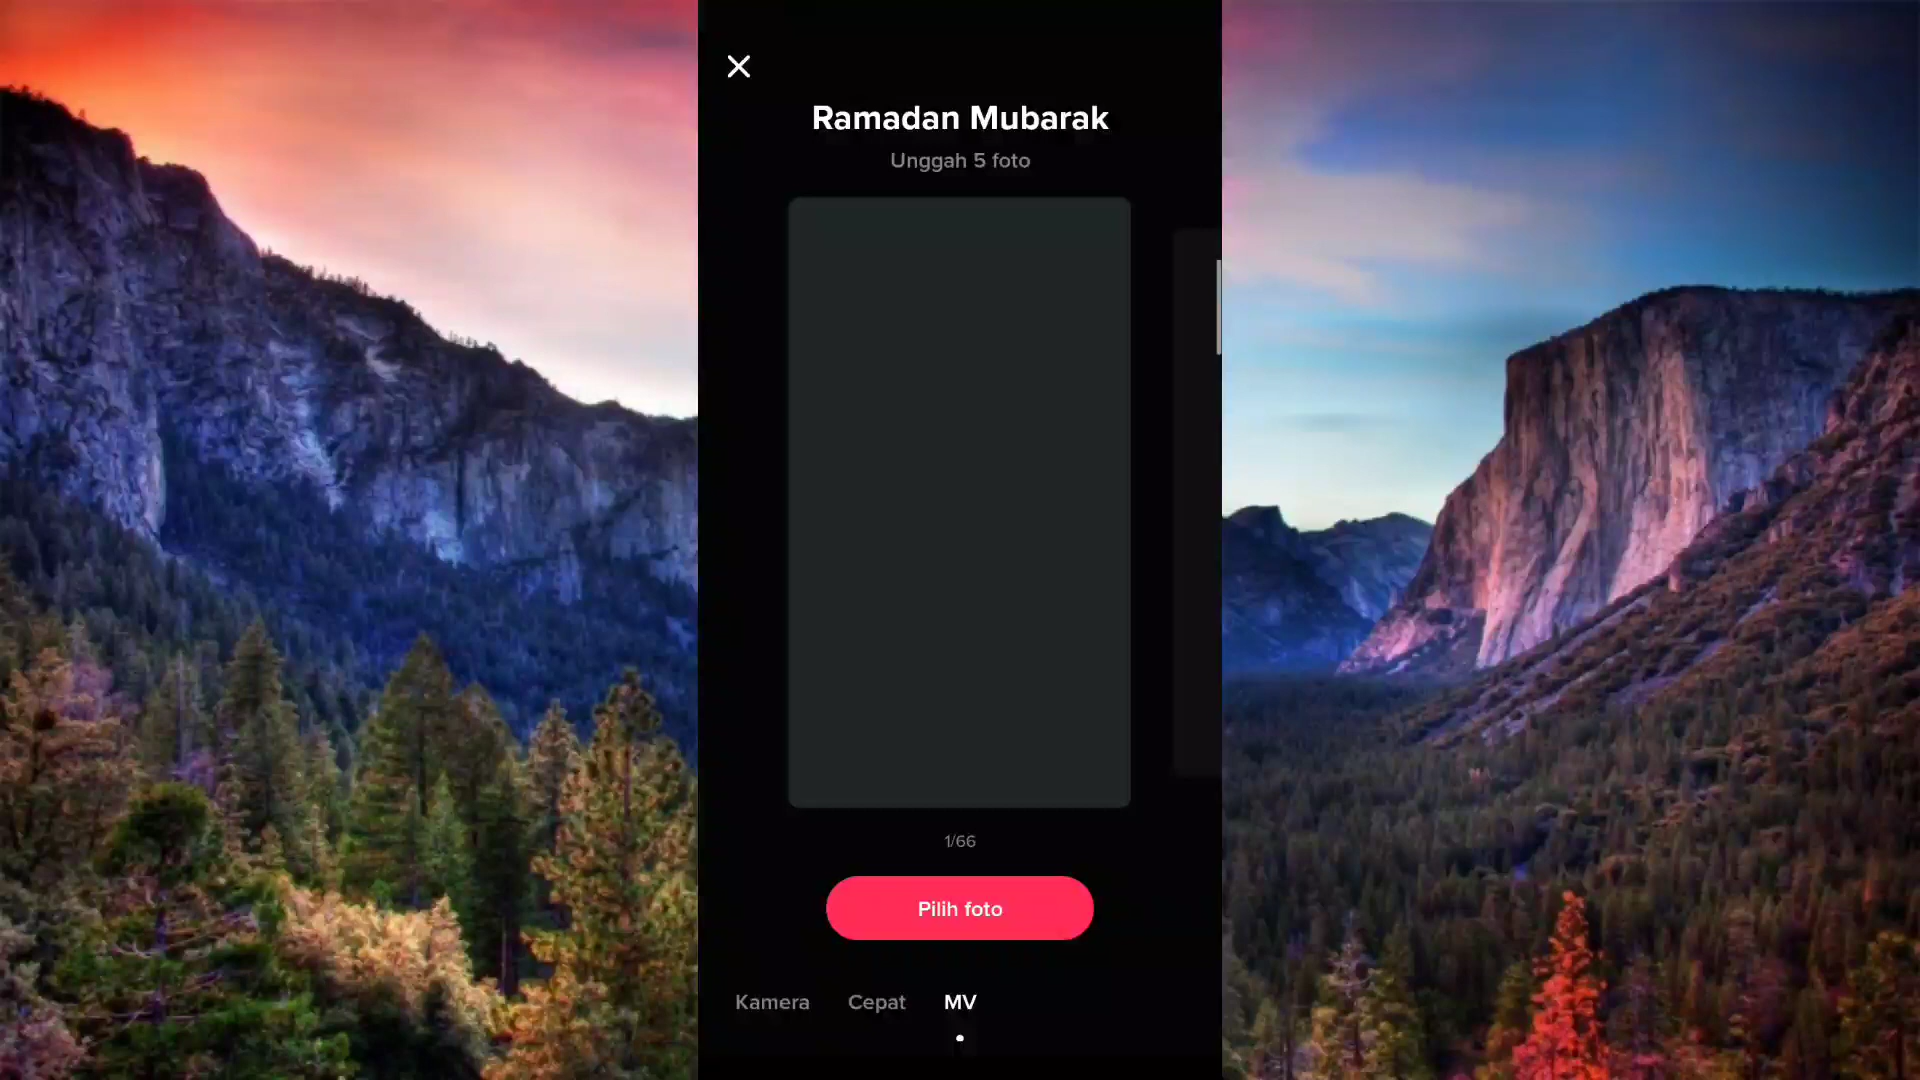 Ramadan Mubarak
Unggah 5 foto
1/66
Pilih foto
Kamera Cepat MV